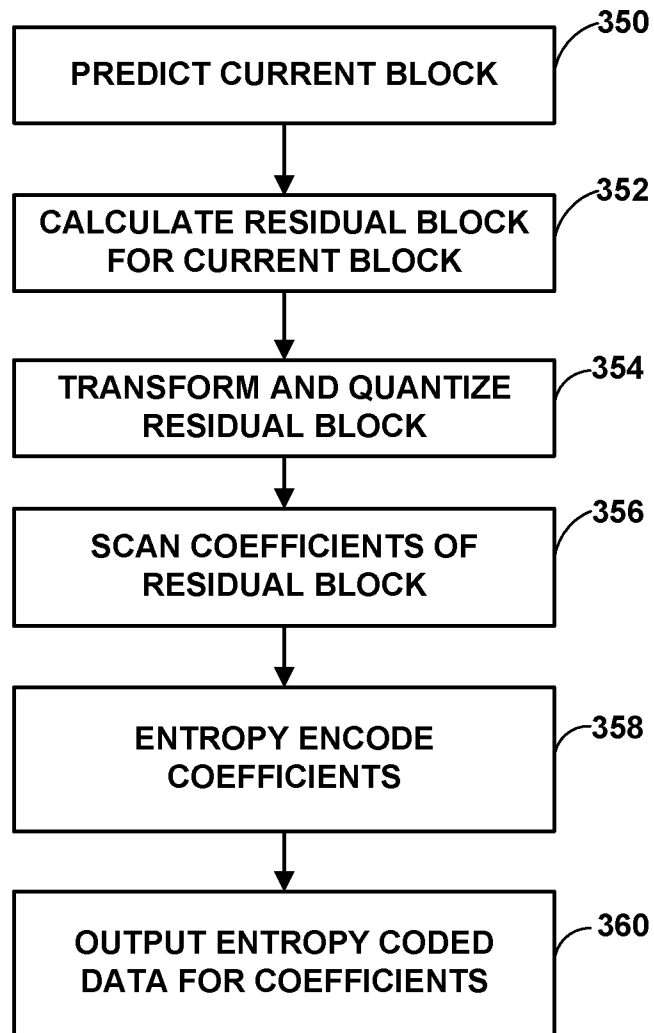 350
PREDICT CURRENT BLOCK
352
CALCULATE RESIDUAL BLOCK
FOR CURRENT BLOCK
354
TRANSFORM AND QUANTIZE
RESIDUAL BLOCK
356
SCAN COEFFICIENTS OF
RESIDUAL BLOCK
358
ENTROPY ENCODE
COEFFICIENTS
360
OUTPUT ENTROPY CODED
DATA FOR COEFFICIENTS